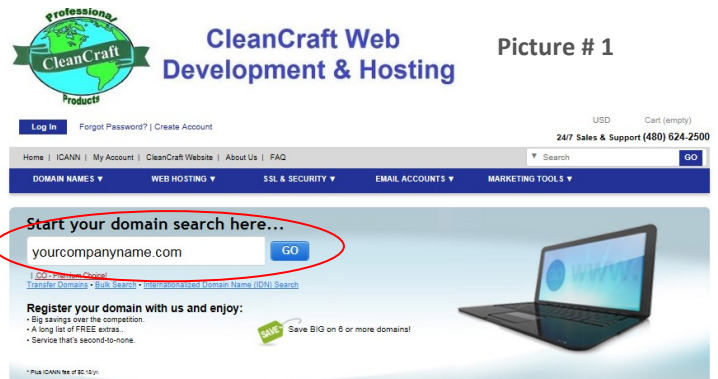 Professional
CleanCraft
Products
CleanCraft Web
Development & Hosting
Picture # 1
Log In Forgot Password? | Create Account
USD Cart (empty)
24/7 Sales & Support (480) 624-2500
Home | ICANN | My Account | CleanCraft Website | About Us | FAQ
▼ Search GO
DOMAIN NAMES ▼ WEB HOSTING ▼ SSL & SECURITY ▼ EMAIL ACCOUNTS ▼ MARKETING TOOLS ▼
Start your domain search here...
yourcompanyname.com GO
| .CO - Premium Choice!
Transfer Domains • Bulk Search • Internationalized Domain Name (IDN) Search
Register your domain with us and enjoy:
• Big savings over the competition.
• A long list of FREE extras..
• Service that's second-to-none.
SAVE Save BIG on 6 or more domains!
www.
* Plus ICANN fee of $0.18/yr.